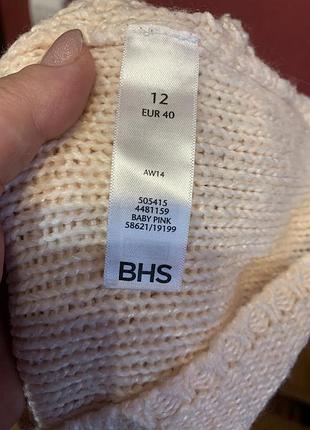 12
EUR 40
AW14
505415
4481159
BABY PINK
58621/19199
BHS